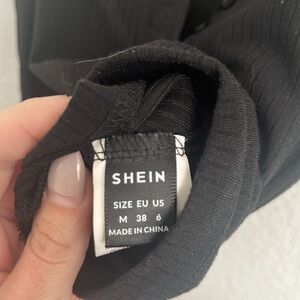 SHEIN
SIZE EU US
M 38 6
MADE IN CHINA